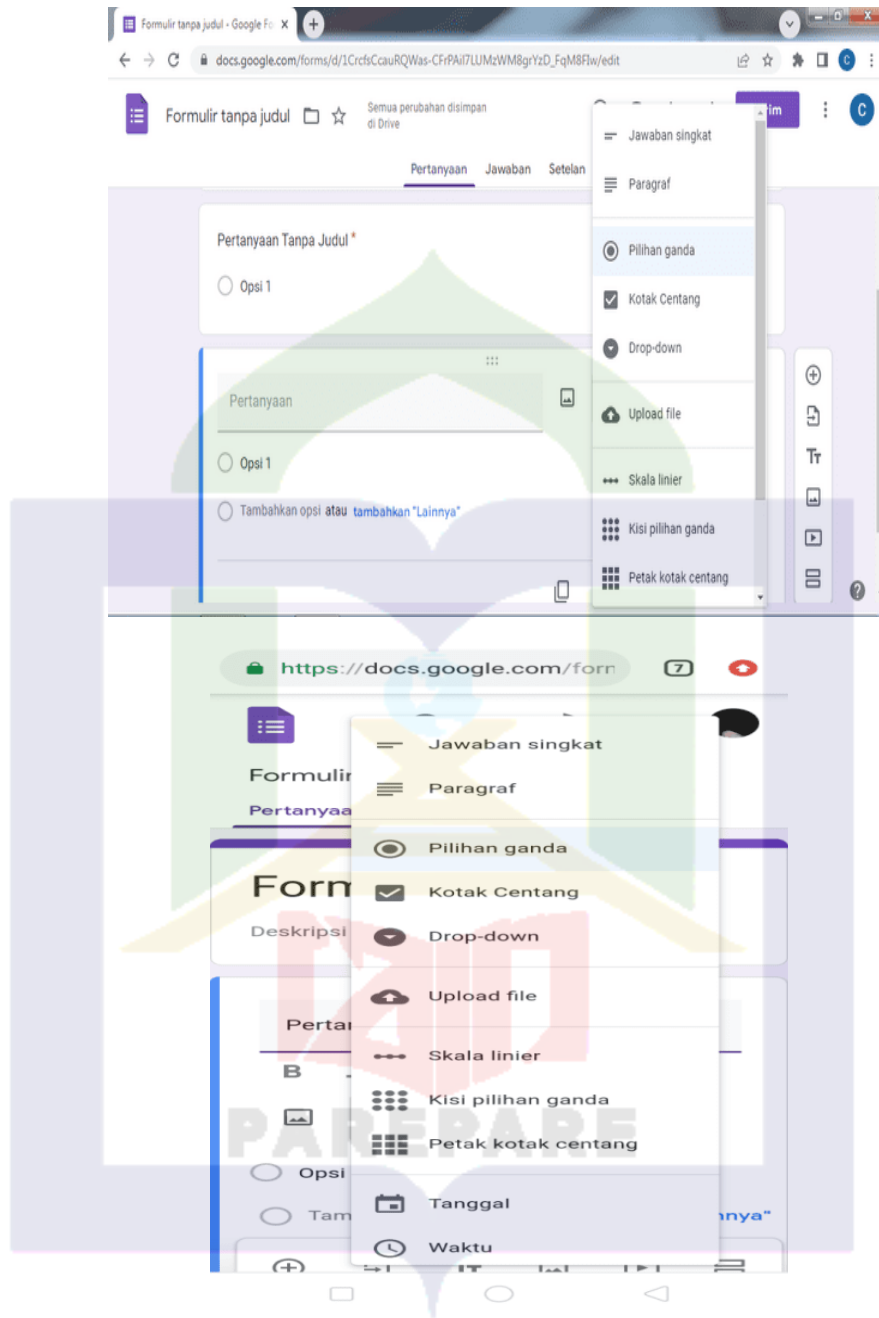 Formulir tanpa judul - Google Fo
docs.google.com/forms/d/1CrcfsCcauRQWas-CFrPAil7LUMzWM8grYzD_FqM8FIw/edit
Formulir tanpa judul
Semua perubahan disimpan
di Drive
im
C
Pertanyaan Jawaban Setelan
Jawaban singkat
Paragraf
Pilihan ganda
Kotak Centang
Drop-down
Upload file
Skala linier
Kisi pilihan ganda
Petak kotak centang
Pertanyaan Tanpa Judul *
Opsi 1
Pertanyaan
Opsi 1
Tambahkan opsi atau tambahkan "Lainnya"
https://docs.google.com/forr
7
Formulir
Pertanyaa
Form
Deskripsi
Pertan
B
Opsi
Tam
nnya"
Jawaban singkat
Paragraf
Pilihan ganda
Kotak Centang
Drop-down
Upload file
Skala linier
Kisi pilihan ganda
Petak kotak centang
Tanggal
Waktu
PAREPARE